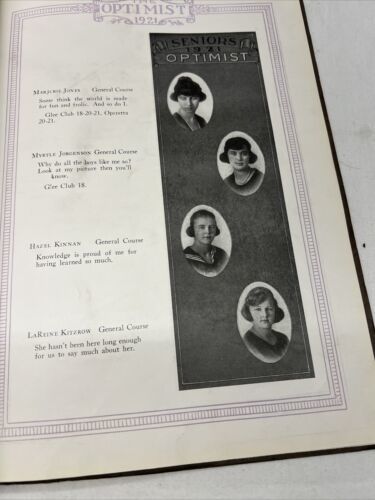 THE
OPTIMIST
1921
SENIORS
1921
OPTIMIST
MARJORIE JONES General Course
Some think the world is ready
for fun and frolic. And so do I.
Glee Club 18-20-21, Operetta
20-21.
MYRTLE JORGENSON General Course
Why do all the boys like me so?
Look at my picture then you'll
know.
Glee Club 18.
HAZEL KINNAN General Course
Knowledge is proud of me for
having learned so much.
LAREINE KITZROW General Course
She hasn't been here long enough
for us to say much about her.